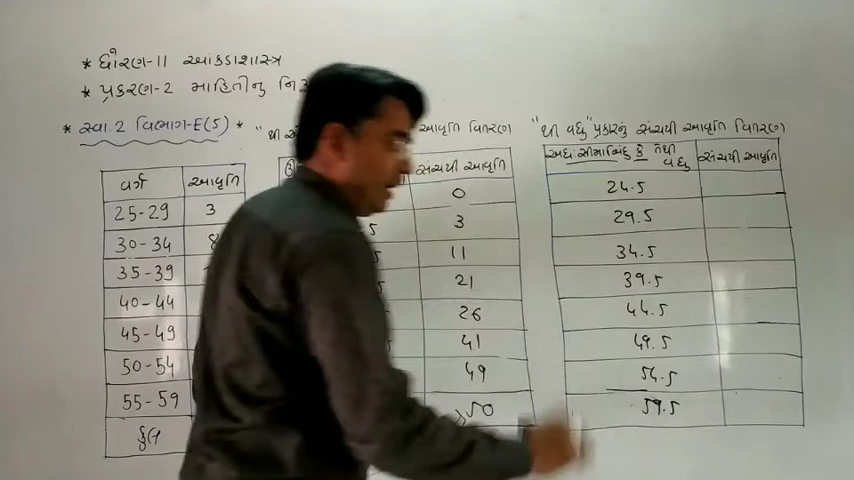 * ધોરણ-11 આંકડાશાસ્ત્ર
* પ્રકરણ-2 માહિતીનુ
* સ્વા.2 વિભાગ-E(5) *
આવૃત્તિ વિતરણ
"થી વધુ" પ્રકારનું સંચયી આવૃત્તિ વિતરણ
વર્ગ આવૃત્તિ
25-29 3
30-34 8
35-39
40-44
45-49
50-54
55-59
કુલ
સંચયી આવૃત્તિ
0
3
11
21
26
41
49
50
અધઃ સીમાબિંદુ કે તેથી વધુ સંચયી આવૃત્તિ
24.5
29.5
34.5
39.5
44.5
49.5
54.5
59.5